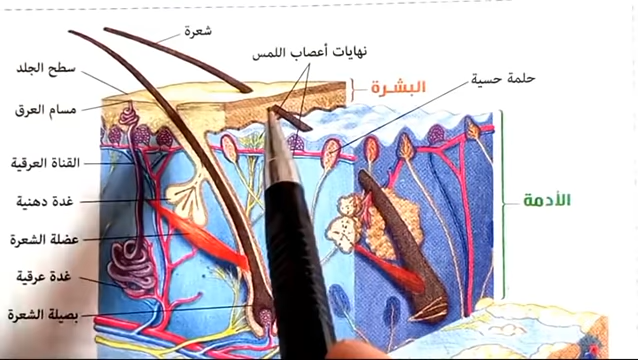 شعرة
نهايات أعصاب اللمس
سطح الجلد
البشرة
حلمة حسية
مسام العرق
القناة العرقية
غدة دهنية
الأدمة
عضلة الشعرة
غدة عرقية
بصيلة الشعرة